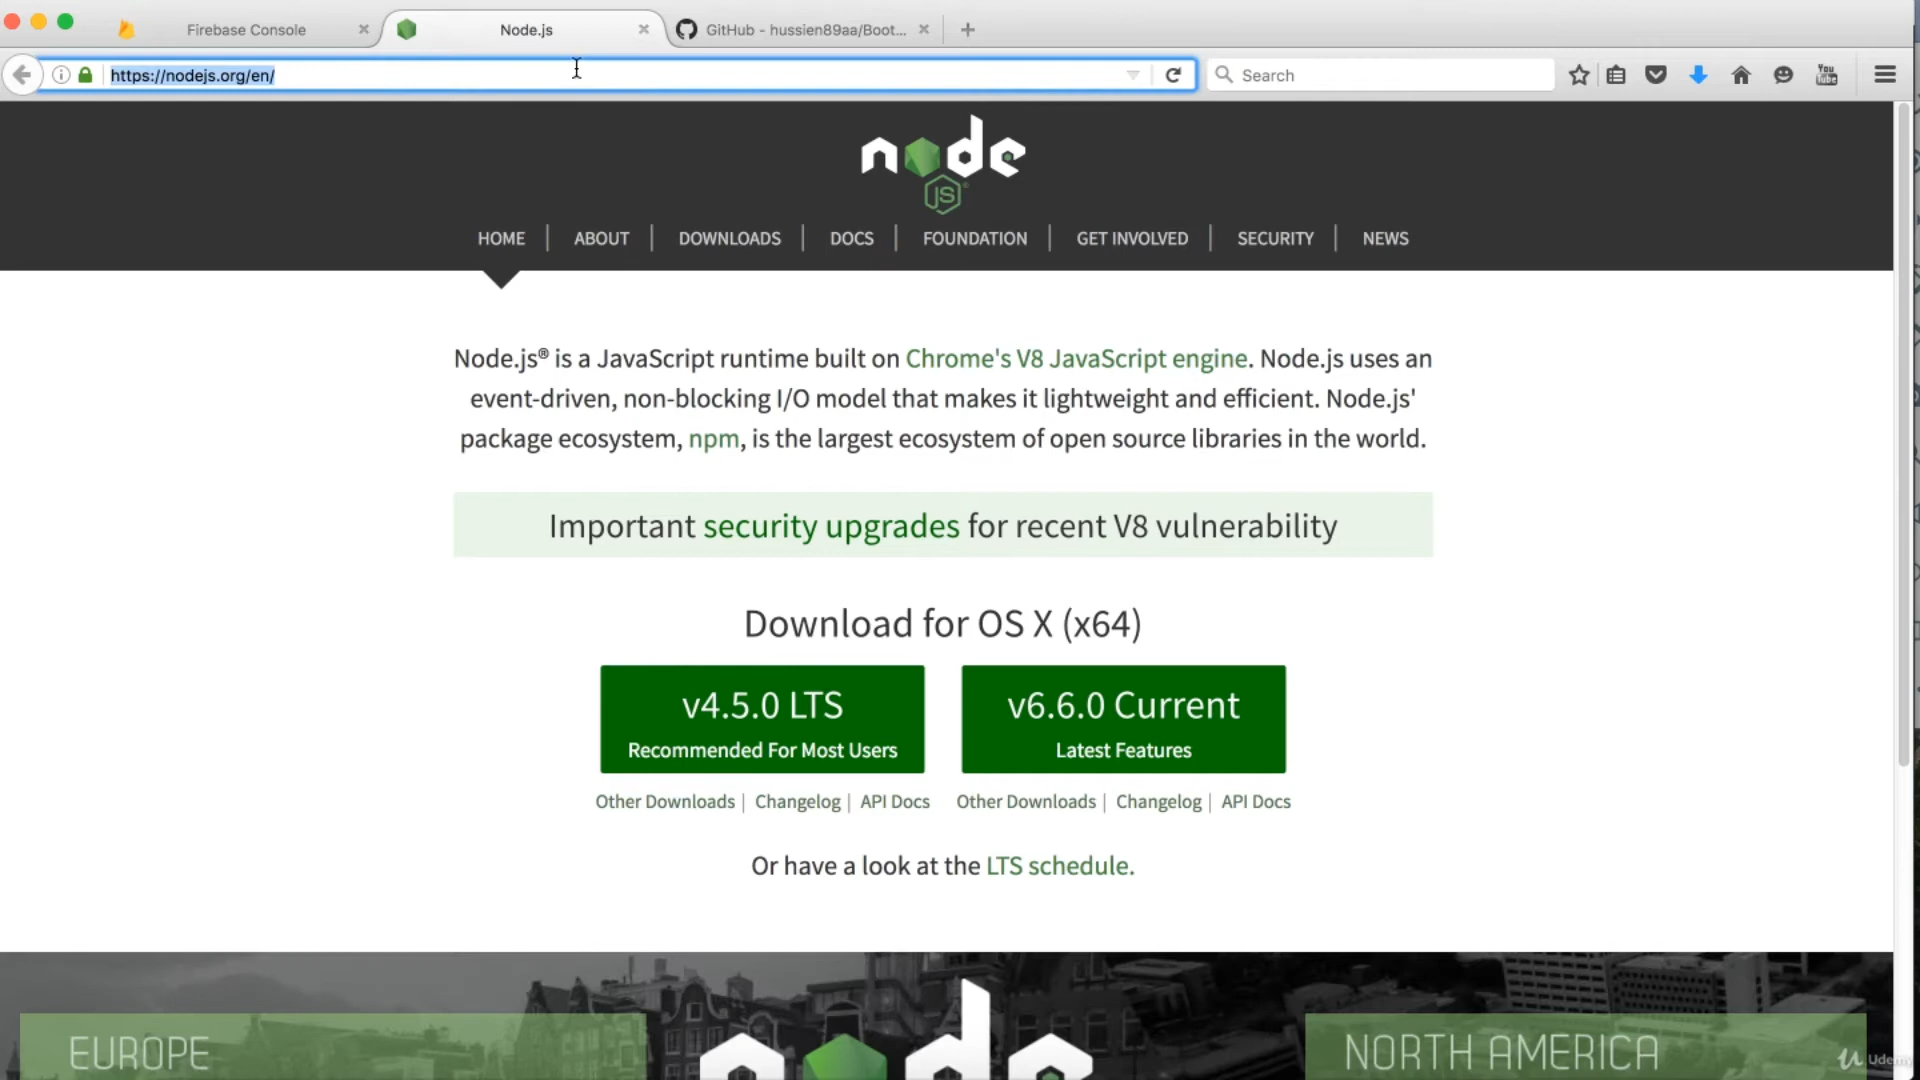 Firebase Console
Node.js
GitHub - hussien89aa/Boot...
https://nodejs.org/en/
Search
You
Tube
node
JS
HOME
ABOUT
DOWNLOADS
DOCS
FOUNDATION
GET INVOLVED
SECURITY
NEWS
Node.js® is a JavaScript runtime built on Chrome's V8 JavaScript engine. Node.js uses an
event-driven, non-blocking I/O model that makes it lightweight and efficient. Node.js'
package ecosystem, npm, is the largest ecosystem of open source libraries in the world.
Important security upgrades for recent V8 vulnerability
Download for OS X (x64)
v4.5.0 LTS
Recommended For Most Users
v6.6.0 Current
Latest Features
Other Downloads | Changelog | API Docs
Other Downloads | Changelog | API Docs
Or have a look at the LTS schedule.
EUROPE
node
NORTH AMERICA
Udemy